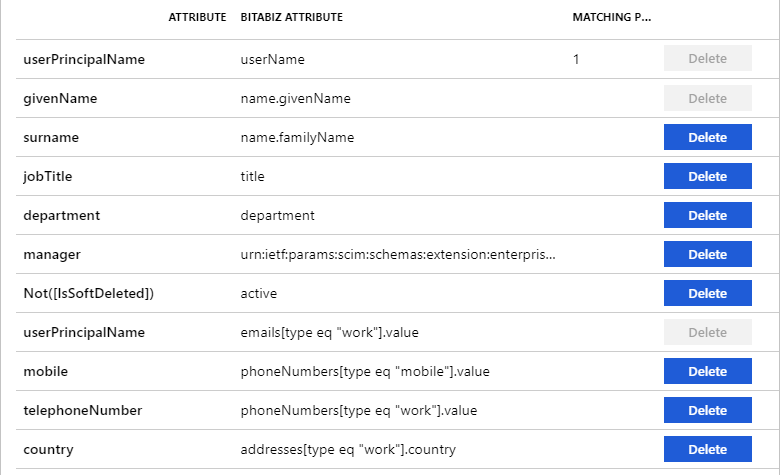 ATTRIBUTE BITABIZ ATTRIBUTE MATCHING P...
userPrincipalName userName 1 Delete
givenName name.givenName Delete
surname name.familyName Delete
jobTitle title Delete
department department Delete
manager urn:ietf:params:scim:schemas:extension:enterpris... Delete
Not([IsSoftDeleted]) active Delete
userPrincipalName emails[type eq "work"].value Delete
mobile phoneNumbers[type eq "mobile"].value Delete
telephoneNumber phoneNumbers[type eq "work"].value Delete
country addresses[type eq "work"].country Delete